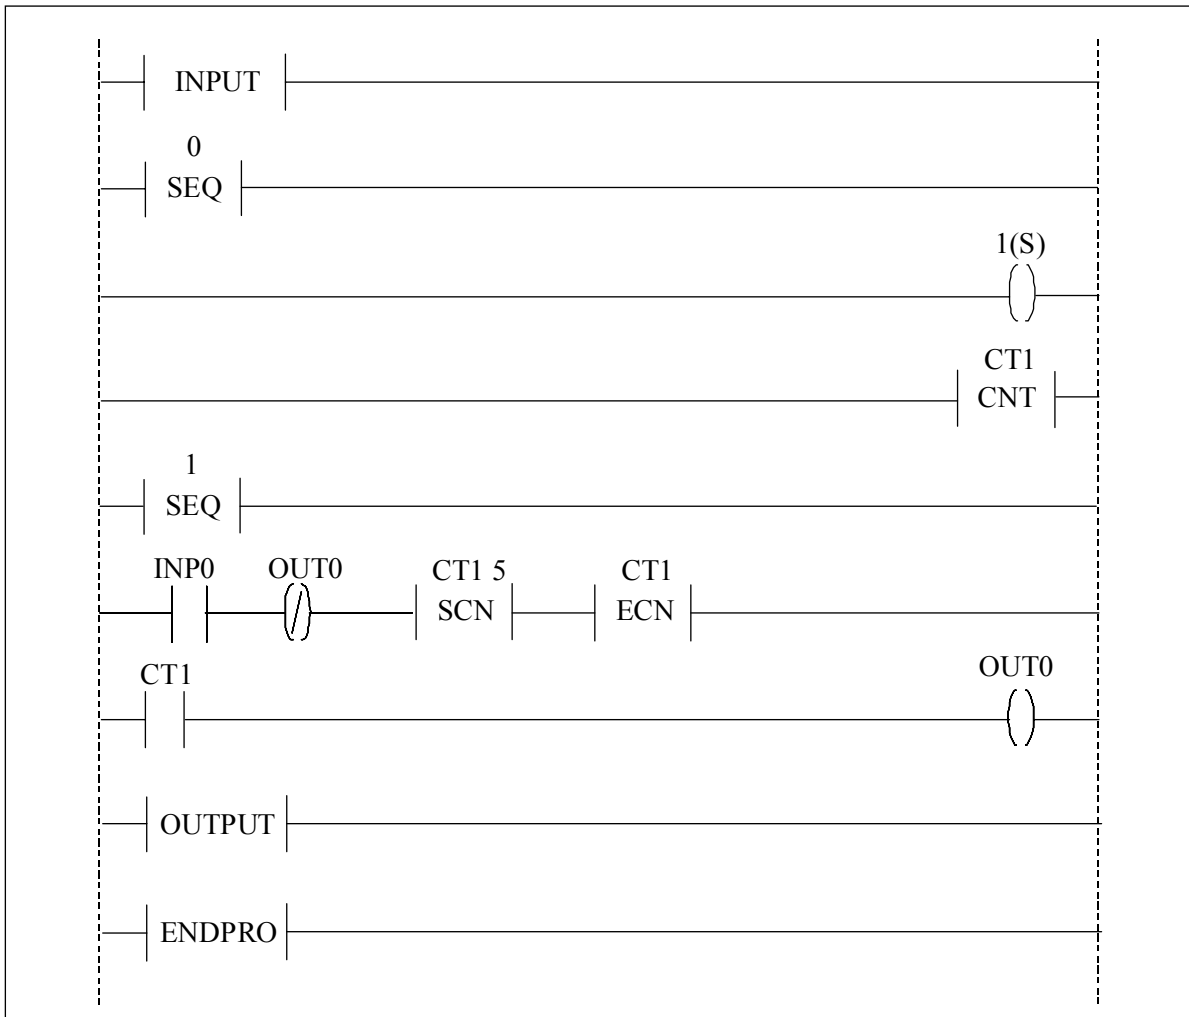 INPUT
0
SEQ
1(S)
CT1
CNT
1
SEQ
INP0 OUT0 CT1 5 CT1
SCN ECN
CT1 OUT0
OUTPUT
ENDPRO